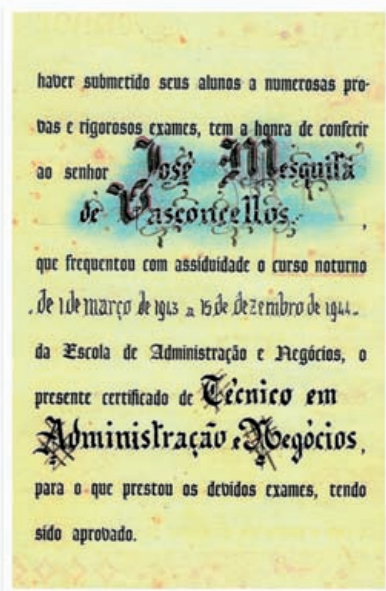 haver submetido seus alunos a numerosas pro-
vas e rigorosos exames, tem a honra de conferir
ao senhor José Mesquita
de Vasconcellos,
que frequentou com assiduidade o curso noturno
de 1 de março de 1943 a 15 de dezembro de 1944
da Escola de Administração e Negócios, o
presente certificado de Técnico em
Administração e Negócios,
para o que prestou os devidos exames, tendo
sido aprovado.